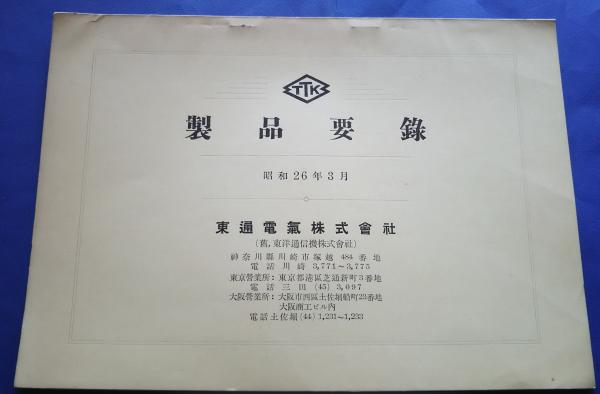 TTK
製品要錄
昭和26年3月
東通電氣株式會社
(舊,東洋通信機株式會社)
神奈川縣川崎市塚越 484 番地
電話川崎 3,771~3,775
東京營業所: 東京都港區芝通新町3番地
電話 三田 (45) 3,097
大阪營業所: 大阪市西區土佐堀船町23番地
大阪商工ビル內
電話土佐堀 (44) 1,231~1,233